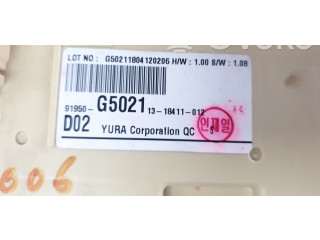 LOT NO : G50211804120206 H/W : 1.00 S/W : 1.08
91950-G5021 13-18411-012
D02 YURA Corporation QC
606